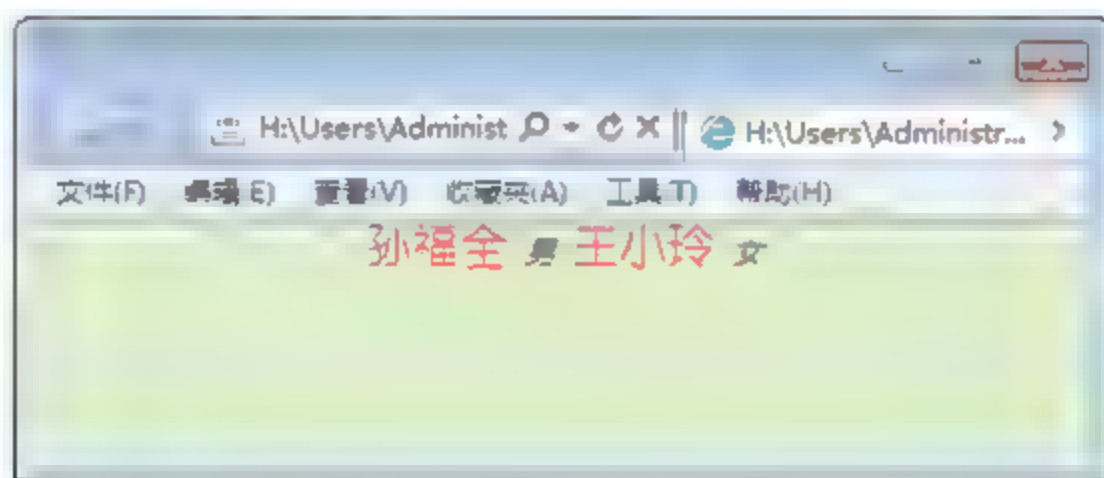 H:\Users\Administ H:\Users\Administr...
文件(F) 编辑(E) 查看(V) 收藏夹(A) 工具(T) 帮助(H)
孙福全 男 王小玲 女